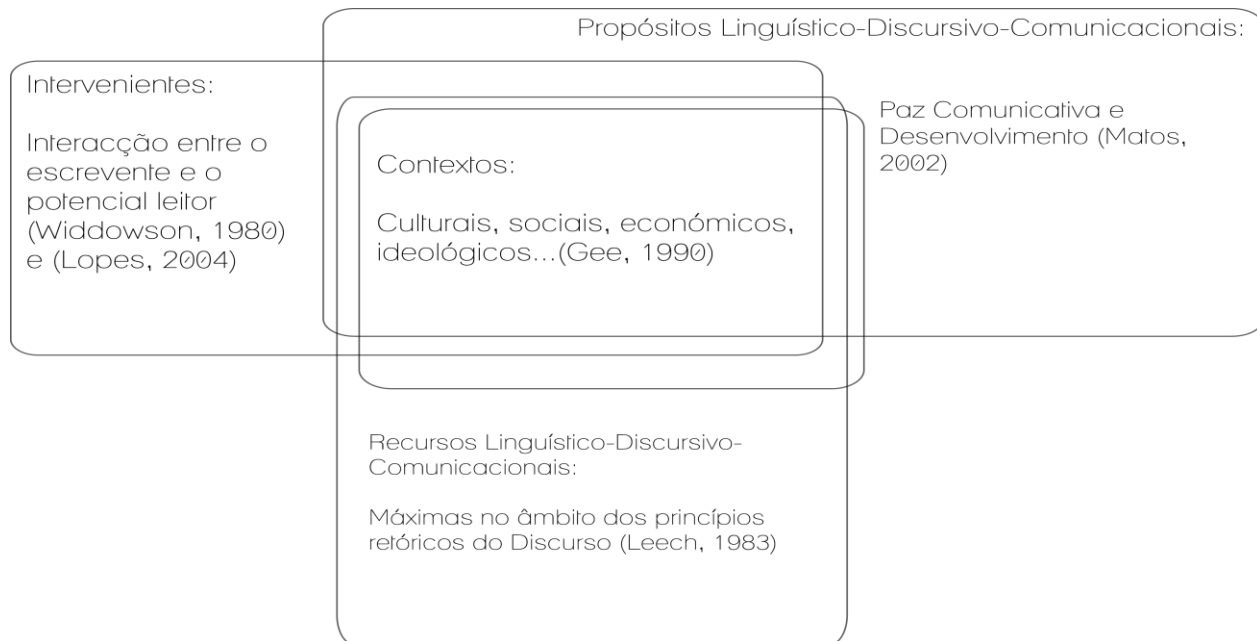 Propósitos Linguístico-Discursivo-Comunicacionais:
Intervenientes:
Interacção entre o
escrevente e o
potencial leitor
(Widdowson, 1980)
e (Lopes, 2004)
Contextos:
Culturais, sociais, económicos,
ideológicos...(Gee, 1990)
Paz Comunicativa e
Desenvolvimento (Matos,
2002)
Recursos Linguístico-Discursivo-
Comunicacionais:
Máximas no âmbito dos princípios
retóricos do Discurso (Leech, 1983)